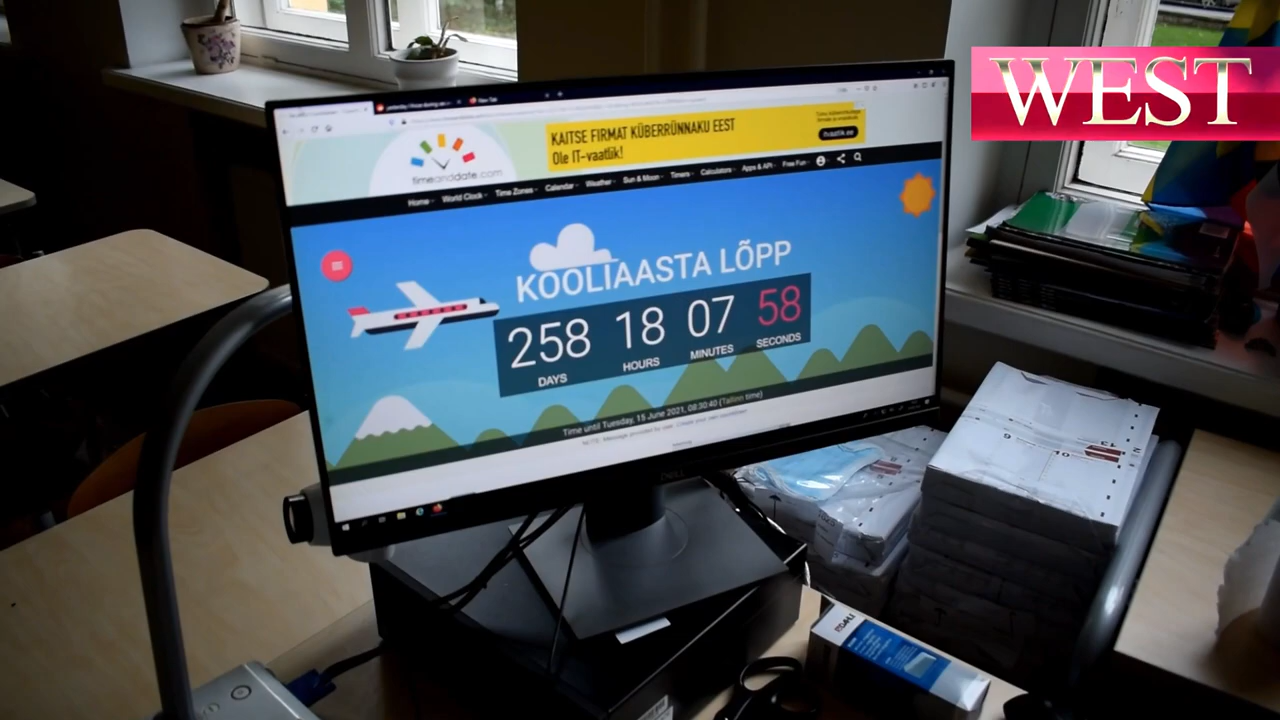 WEST
KAITSE FIRMAT KÜBERRÜNNAKU EEST
Ole IT-vaatlik!
timeanddate.com
Home World Clock Time Zones Calendar Weather Sun & Moon Timers Calculators Apps & API Free Fun
KOOLIAASTA LÕPP
258 18 07 58
DAYS HOURS MINUTES SECONDS
Time until Tuesday, 15 June 2021, 08:30:40 (Tallinn time)
DELL